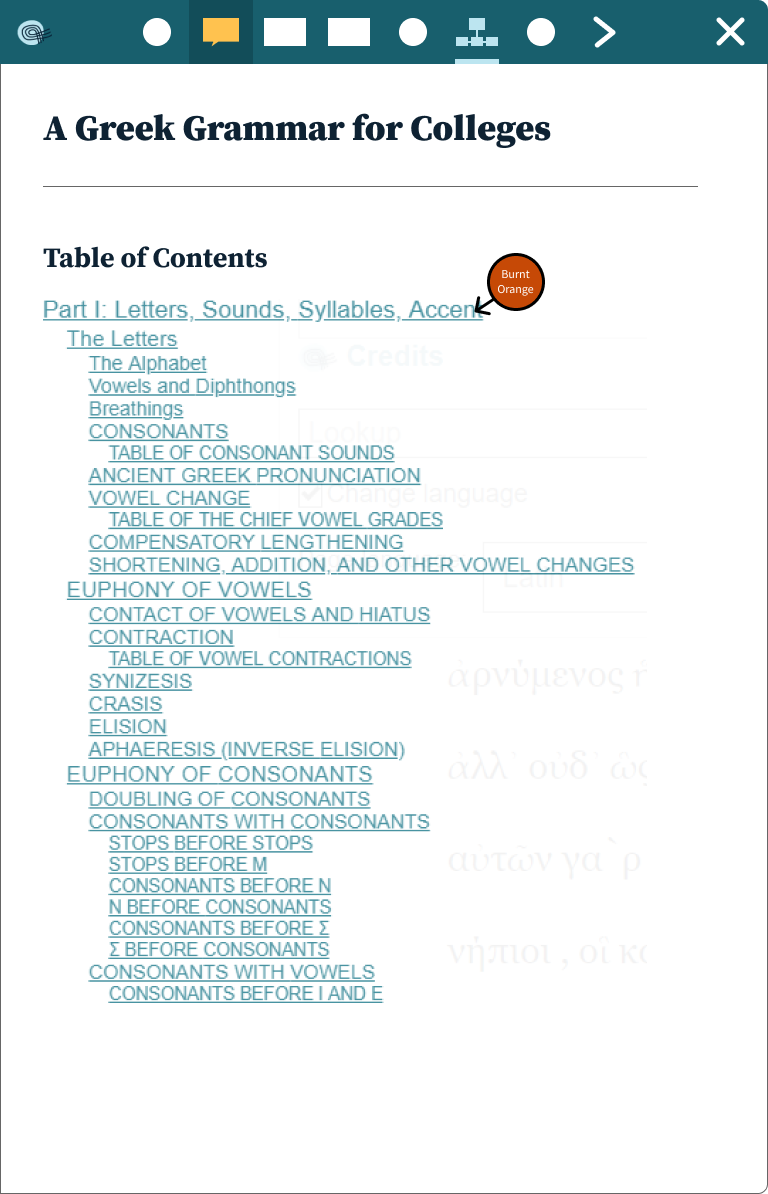 A Greek Grammar for Colleges
Table of Contents
Burnt
Orange
Part I: Letters, Sounds, Syllables, Accent
The Letters
Credits
The Alphabet
Vowels and Diphthongs
Breathings
Lookup
CONSONANTS
TABLE OF CONSONANT SOUNDS
ANCIENT GREEK PRONUNCIATION
Change language
VOWEL CHANGE
TABLE OF THE CHIEF VOWEL GRADES
COMPENSATORY LENGTHENING
SHORTENING, ADDITION, AND OTHER VOWEL CHANGES
Latin
EUPHONY OF VOWELS
CONTACT OF VOWELS AND HIATUS
CONTRACTION
TABLE OF VOWEL CONTRACTIONS
ἀρνύμενος
SYNIZESIS
CRASIS
ELISION
APHAERESIS (INVERSE ELISION)
ἀλλ᾽ οὐδ᾽ ὧς
EUPHONY OF CONSONANTS
DOUBLING OF CONSONANTS
CONSONANTS WITH CONSONANTS
STOPS BEFORE STOPS
αὐτῶν γα ̀ρ
STOPS BEFORE M
CONSONANTS BEFORE N
N BEFORE CONSONANTS
CONSONANTS BEFORE Σ
Σ BEFORE CONSONANTS
νήπιοι , οἳ
CONSONANTS WITH VOWELS
CONSONANTS BEFORE I AND E